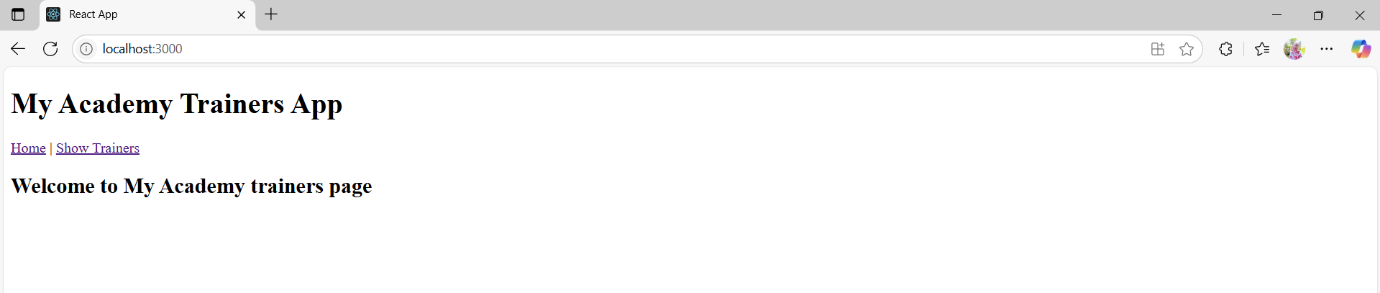 React App
localhost:3000
My Academy Trainers App
Home | Show Trainers
Welcome to My Academy trainers page